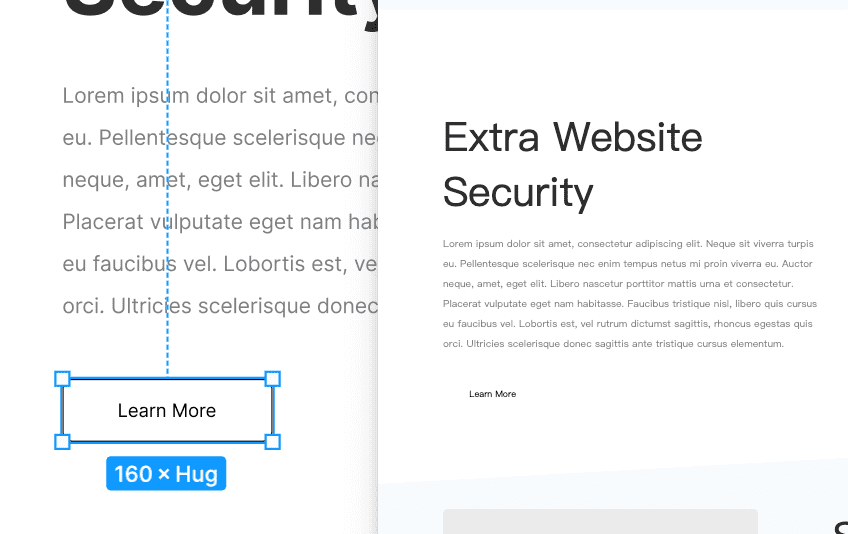 Security
Lorem ipsum dolor sit amet, con
eu. Pellentesque scelerisque ne
neque, amet, eget elit. Libero na
Placerat vulputate eget nam hab
eu faucibus vel. Lobortis est, ve
orci. Ultricies scelerisque donec
Learn More
160 × Hug
Extra Website
Security
Lorem ipsum dolor sit amet, consectetur adipiscing elit. Neque sit viverra turpis
eu. Pellentesque scelerisque nec enim tempus netus mi proin viverra eu. Auctor
neque, amet, eget elit. Libero nascetur porttitor mattis urna et consectetur.
Placerat vulputate eget nam habitasse. Faucibus tristique nisl, libero quis cursus
eu faucibus vel. Lobortis est, vel rutrum dictumst sagittis, rhoncus egestas quis
orci. Ultricies scelerisque donec sagittis ante tristique cursus elementum.
Learn More
S